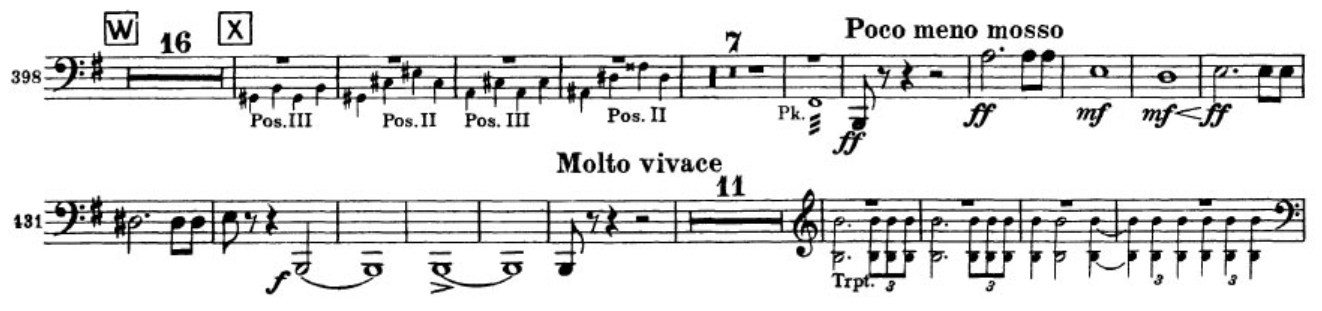 W 16 X 7 Poco meno mosso
398
Pos. III Pos. II Pos. III Pos. II Pk. ff ff mf mf ff
Molto vivace
11
431
f Trpt. 3 3 3 3